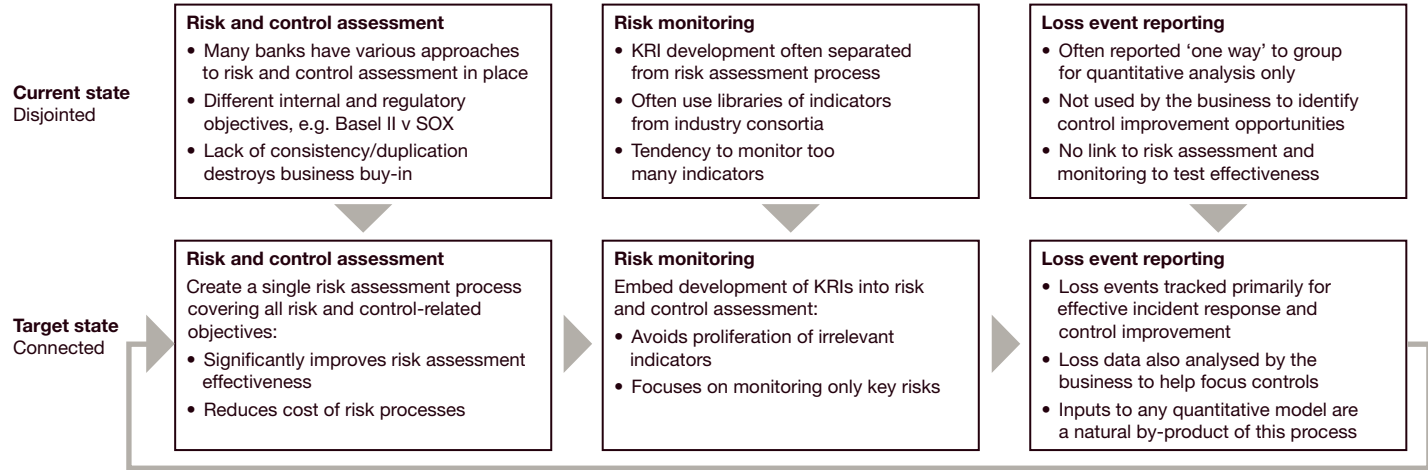 Current state
Disjointed
Risk and control assessment
• Many banks have various approaches
to risk and control assessment in place
• Different internal and regulatory
objectives, e.g. Basel II v SOX
• Lack of consistency/duplication
destroys business buy-in
Risk monitoring
• KRI development often separated
from risk assessment process
• Often use libraries of indicators
from industry consortia
• Tendency to monitor too
many indicators
Loss event reporting
• Often reported ‘one way’ to group
for quantitative analysis only
• Not used by the business to identify
control improvement opportunities
• No link to risk assessment and
monitoring to test effectiveness
Target state
Connected
Risk and control assessment
Create a single risk assessment process
covering all risk and control-related
objectives:
• Significantly improves risk assessment
effectiveness
• Reduces cost of risk processes
Risk monitoring
Embed development of KRIs into risk
and control assessment:
• Avoids proliferation of irrelevant
indicators
• Focuses on monitoring only key risks
Loss event reporting
• Loss events tracked primarily for
effective incident response and
control improvement
• Loss data also analysed by the
business to help focus controls
• Inputs to any quantitative model are
a natural by-product of this process